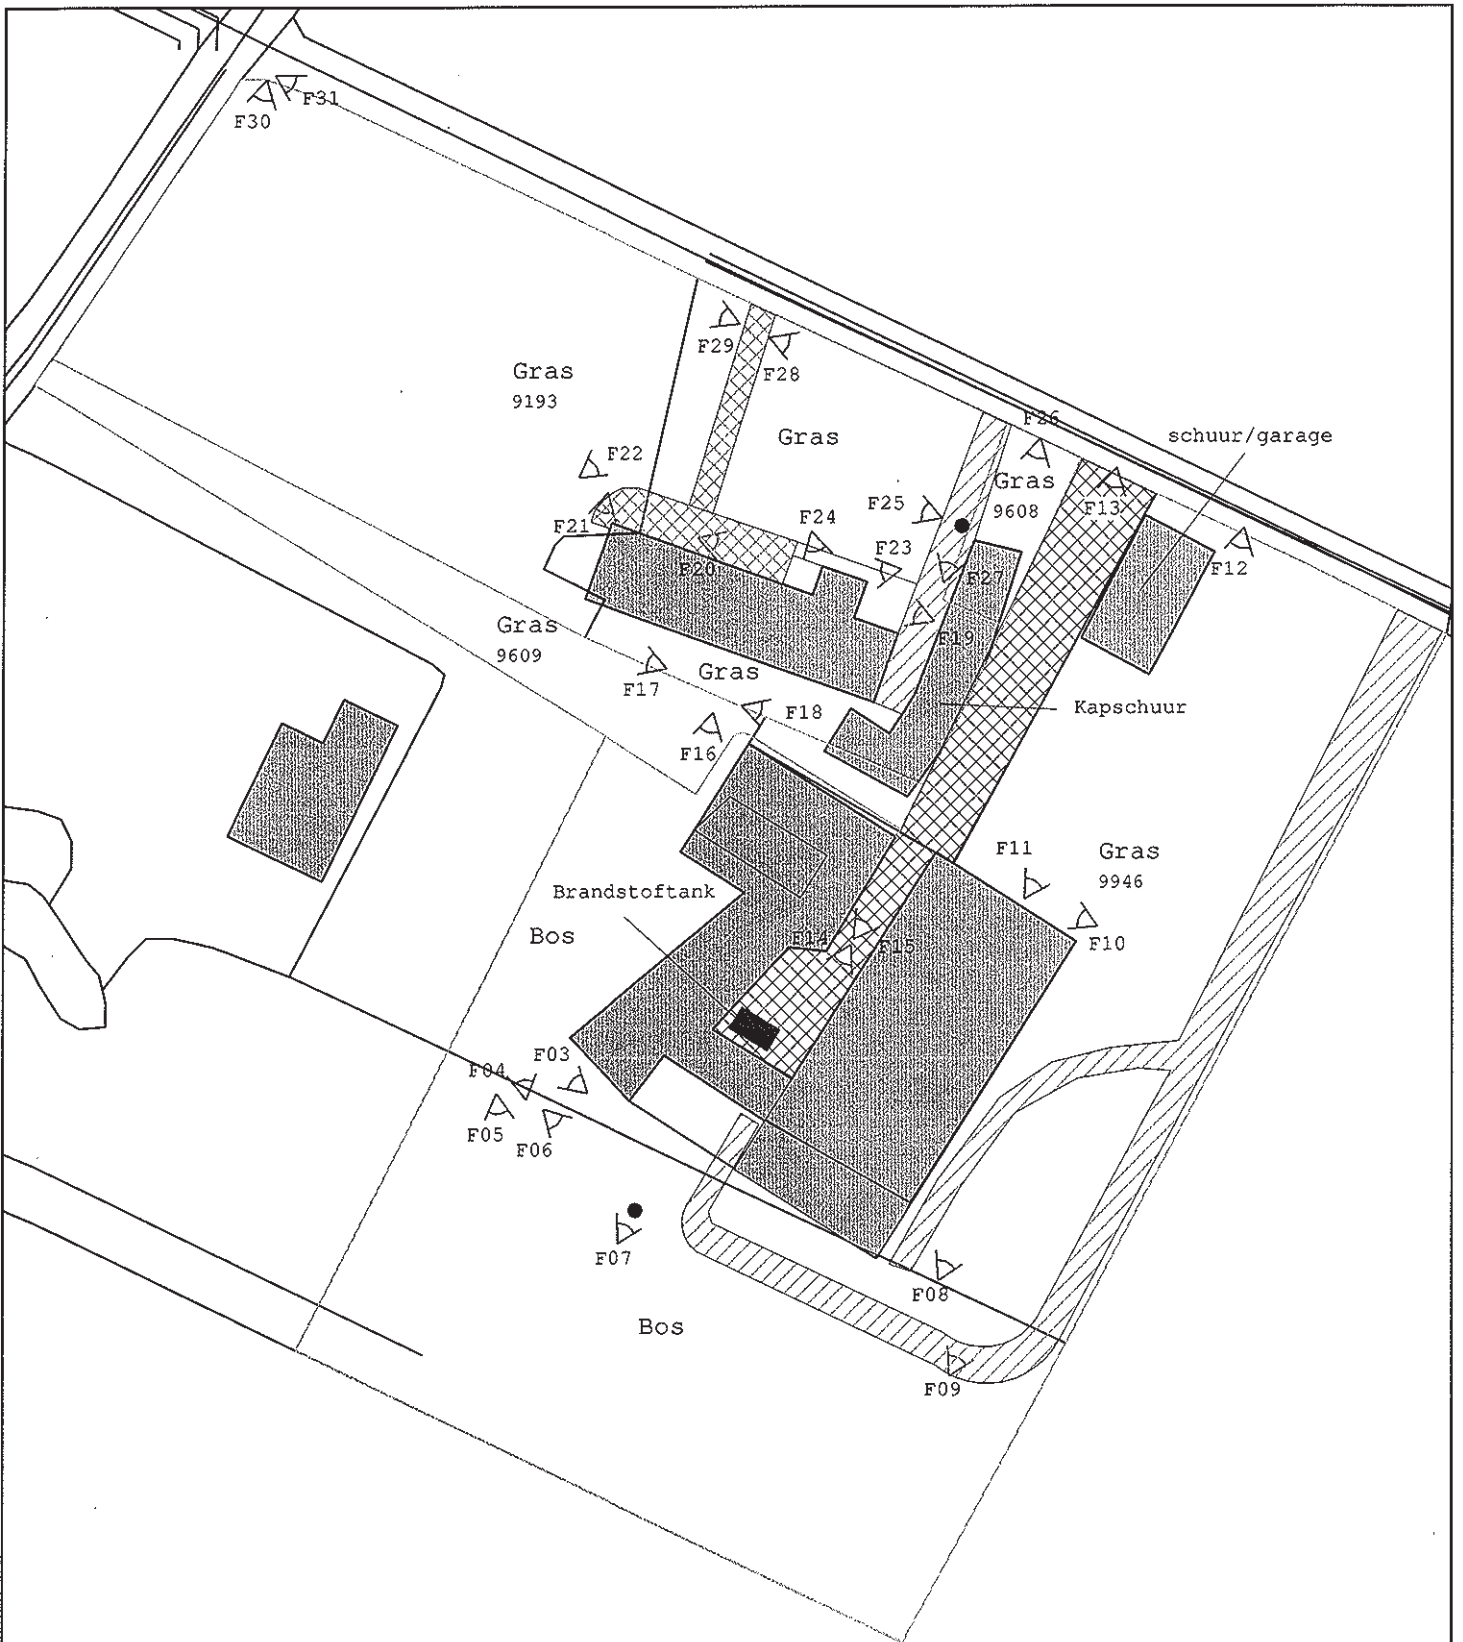 F31
F30
F29
F28
Gras
9193
F26
Gras
schuur/garage
F22
Gras
9608
F25
F13
F21
F24
F23
F12
F20
F27
Gras
9609
F19
Gras
F17
F18
Kapschuur
F16
F11
Gras
9946
Brandstoftank
Bos
F14
F15
F10
F03
F04
F05
F06
F07
F08
Bos
F09